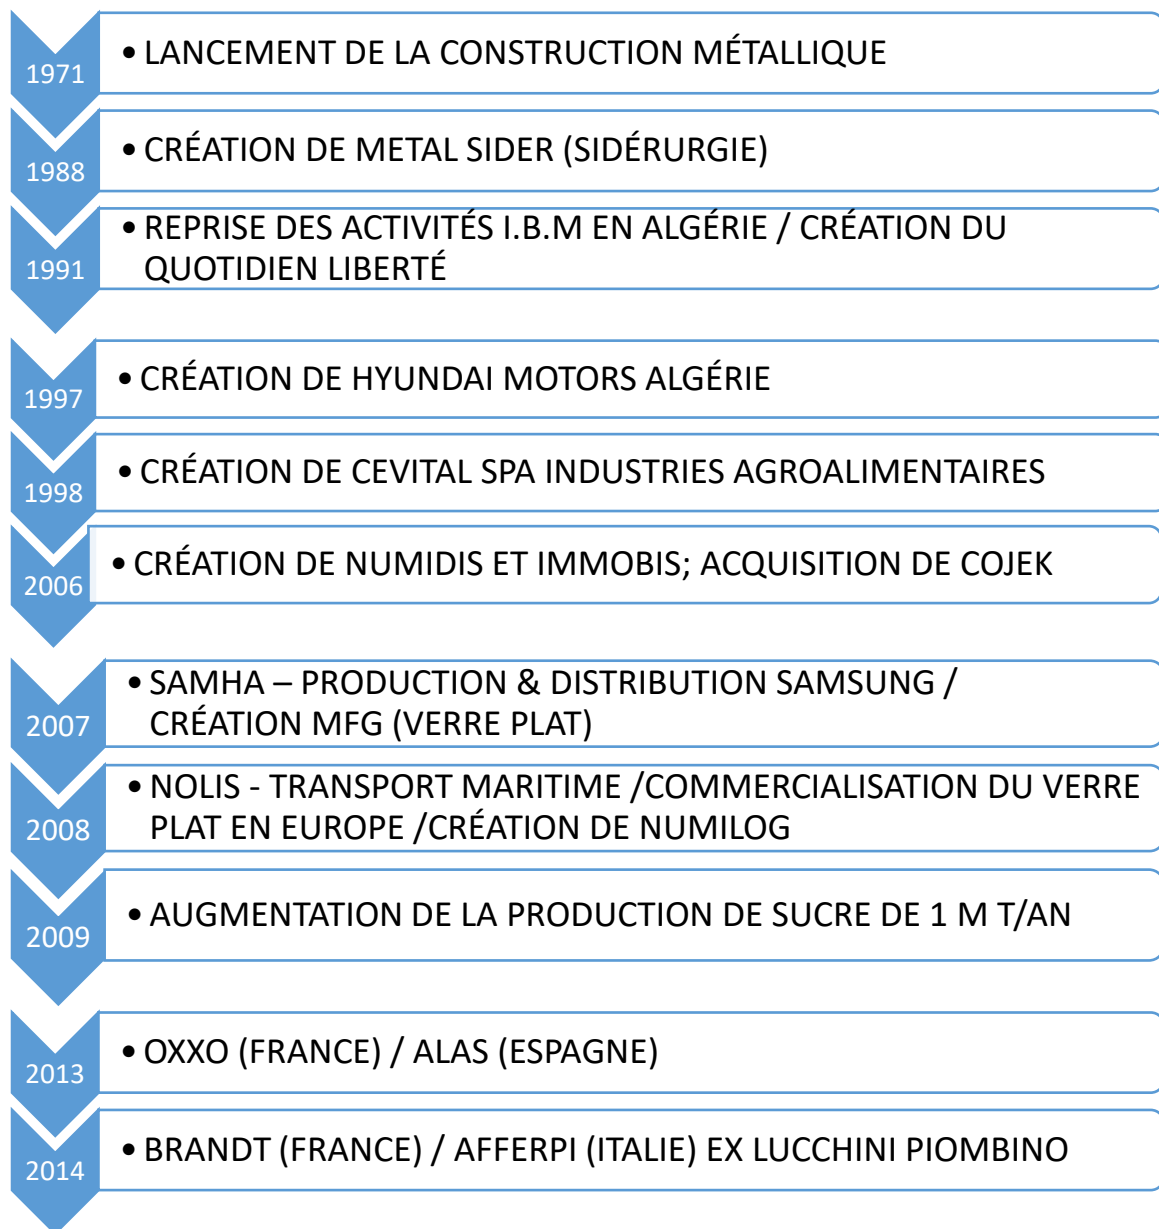 1971
• LANCEMENT DE LA CONSTRUCTION MÉTALLIQUE
1988
• CRÉATION DE METAL SIDER (SIDÉRURGIE)
1991
• REPRISE DES ACTIVITÉS I.B.M EN ALGÉRIE / CRÉATION DU
QUOTIDIEN LIBERTÉ
1997
• CRÉATION DE HYUNDAI MOTORS ALGÉRIE
1998
• CRÉATION DE CEVITAL SPA INDUSTRIES AGROALIMENTAIRES
2006
• CRÉATION DE NUMIDIS ET IMMOBIS; ACQUISITION DE COJEK
2007
• SAMHA – PRODUCTION & DISTRIBUTION SAMSUNG /
CRÉATION MFG (VERRE PLAT)
2008
• NOLIS - TRANSPORT MARITIME /COMMERCIALISATION DU VERRE
PLAT EN EUROPE /CRÉATION DE NUMILOG
2009
• AUGMENTATION DE LA PRODUCTION DE SUCRE DE 1 M T/AN
2013
• OXXO (FRANCE) / ALAS (ESPAGNE)
2014
• BRANDT (FRANCE) / AFFERPI (ITALIE) EX LUCCHINI PIOMBINO